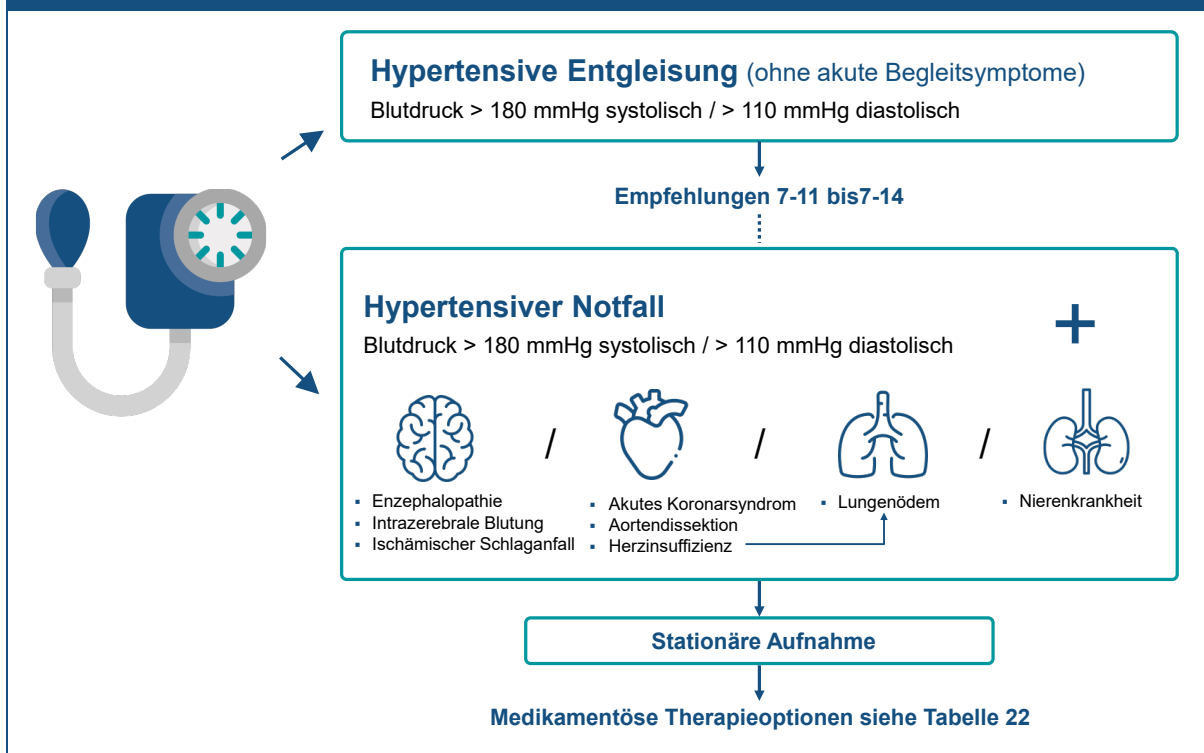 Hypertensive Entgleisung (ohne akute Begleitsymptome)
Blutdruck > 180 mmHg systolisch / > 110 mmHg diastolisch
Empfehlungen 7-11 bis7-14
Hypertensiver Notfall
+
Blutdruck > 180 mmHg systolisch / > 110 mmHg diastolisch
/ / /
▪ Enzephalopathie
▪ Intrazerebrale Blutung
▪ Ischämischer Schlaganfall
▪ Akutes Koronarsyndrom
▪ Aortendissektion
▪ Herzinsuffizienz
▪ Lungenödem
▪ Nierenkrankheit
Stationäre Aufnahme
Medikamentöse Therapieoptionen siehe Tabelle 22